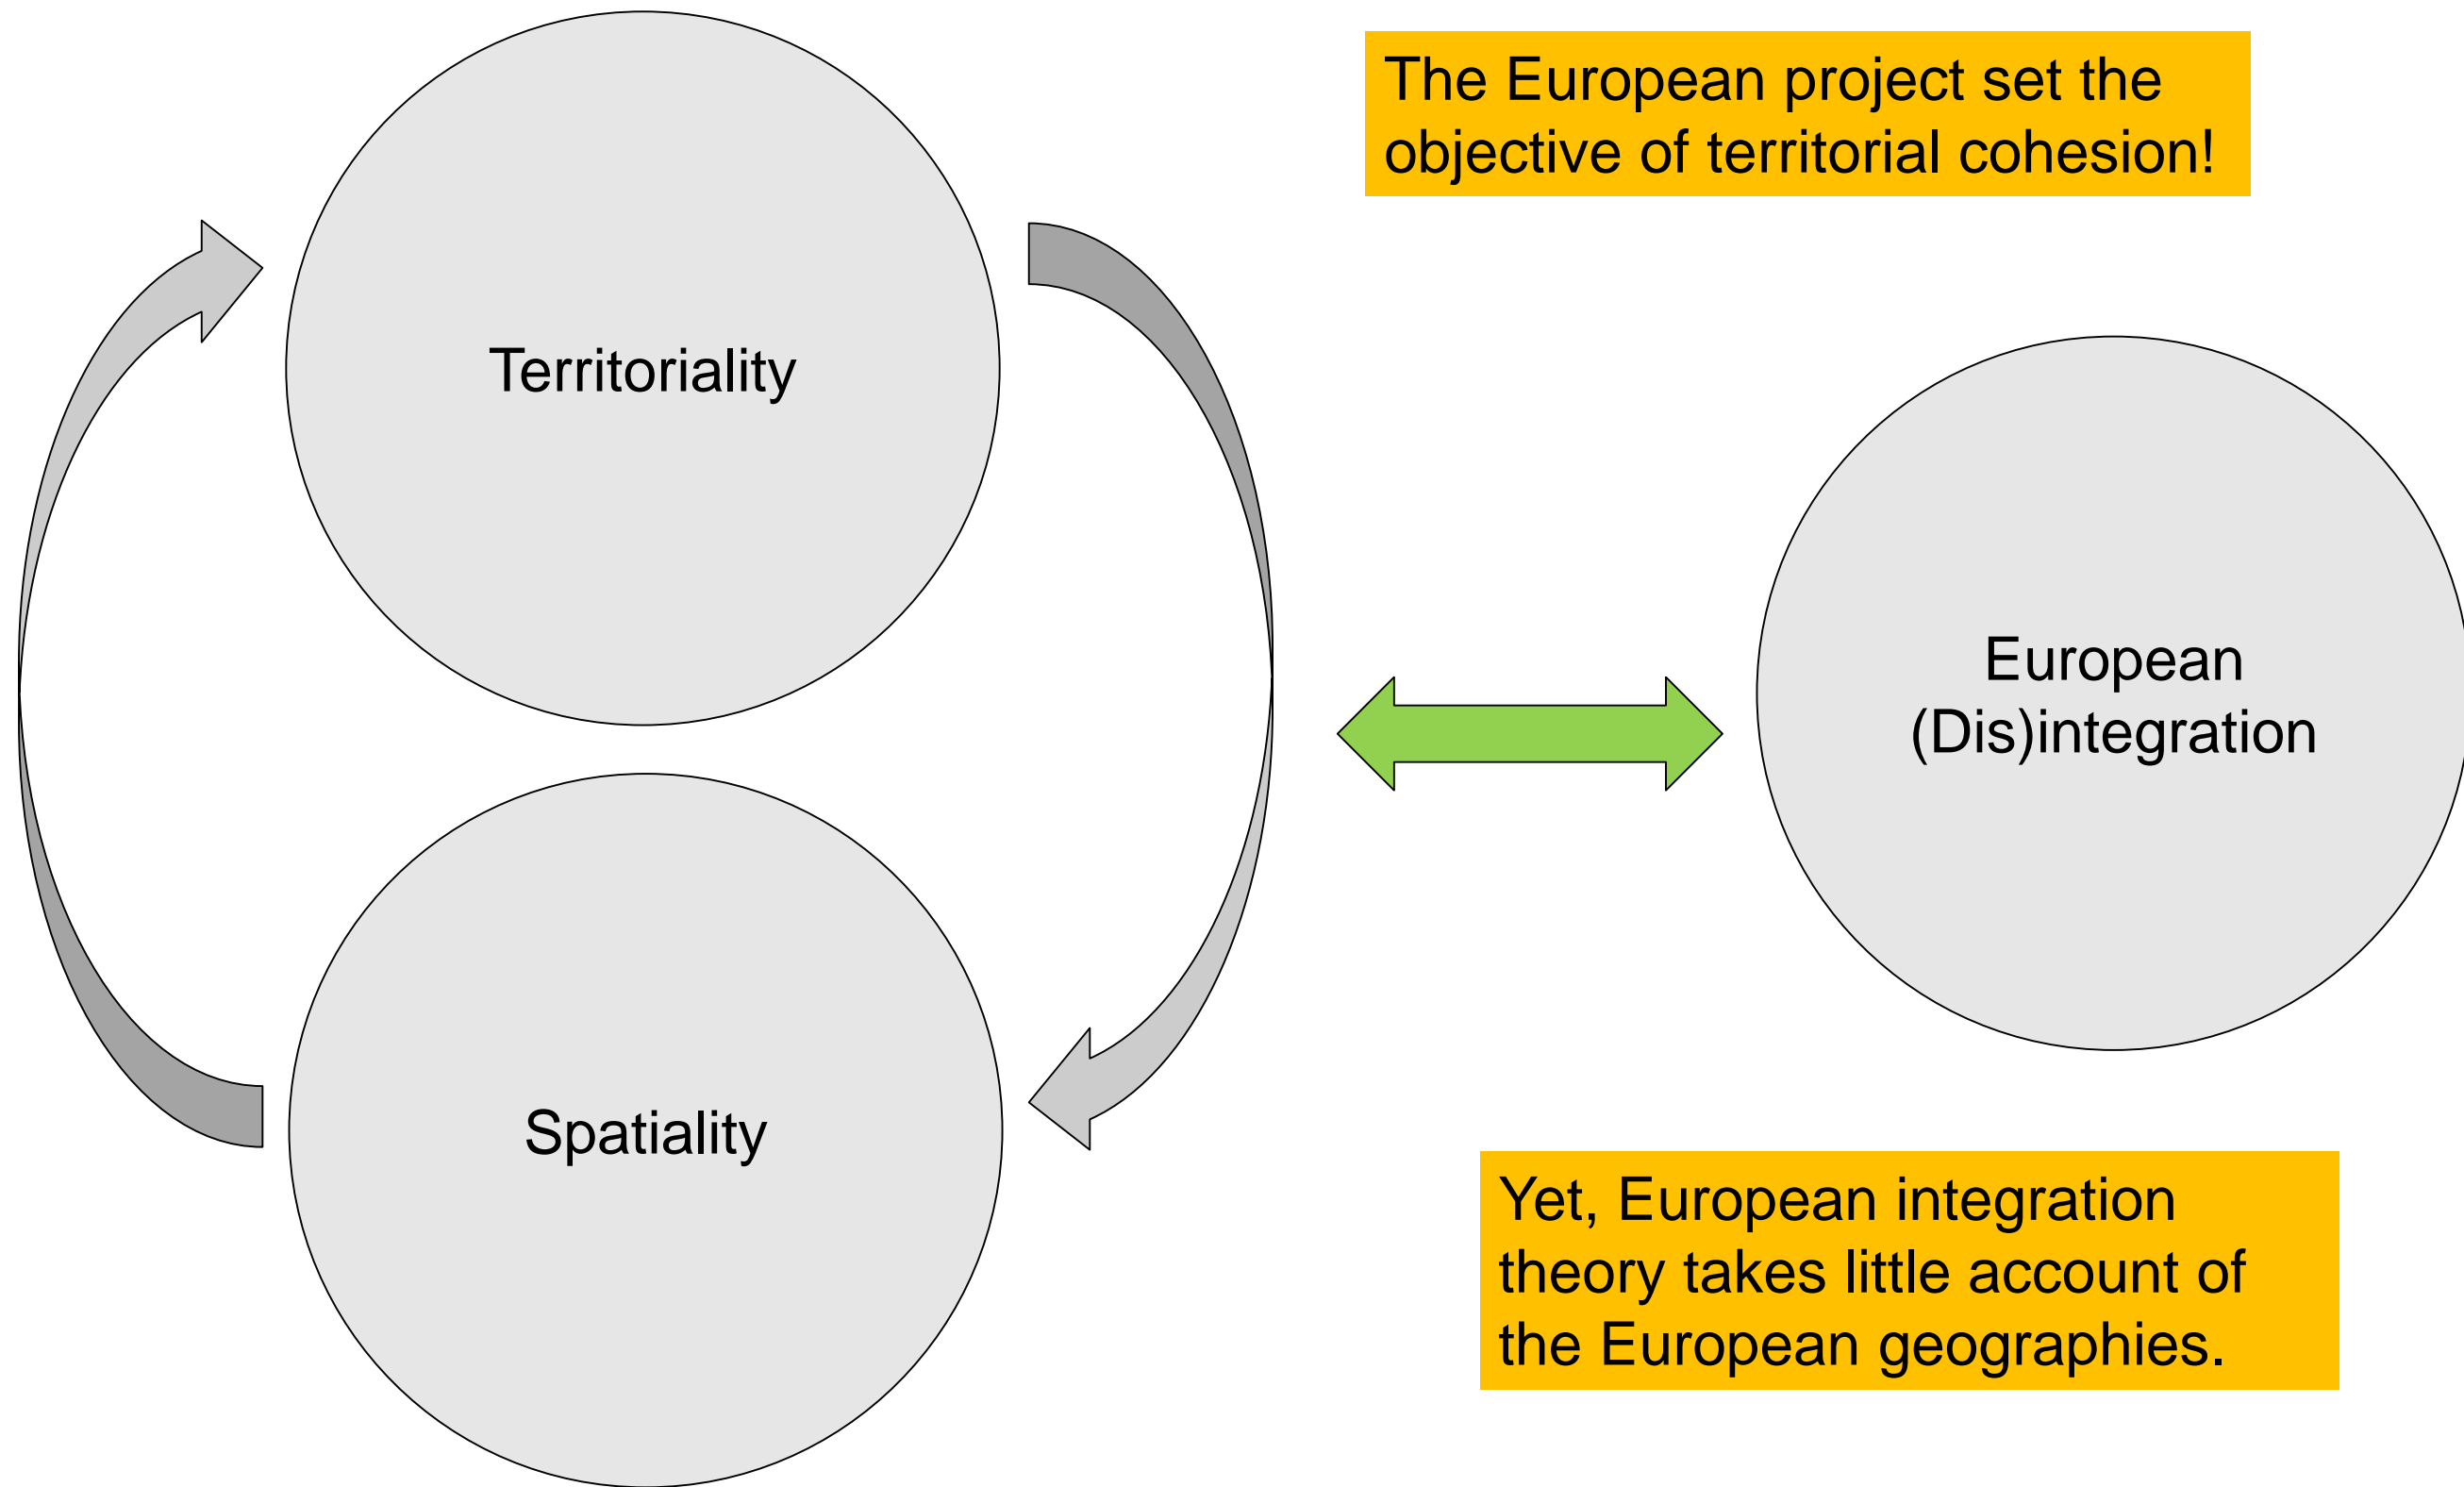 The European project set the
objective of territorial cohesion!
Territoriality
European
(Dis)integration
Spatiality
Yet, European integration
theory takes little account of
the European geographies.